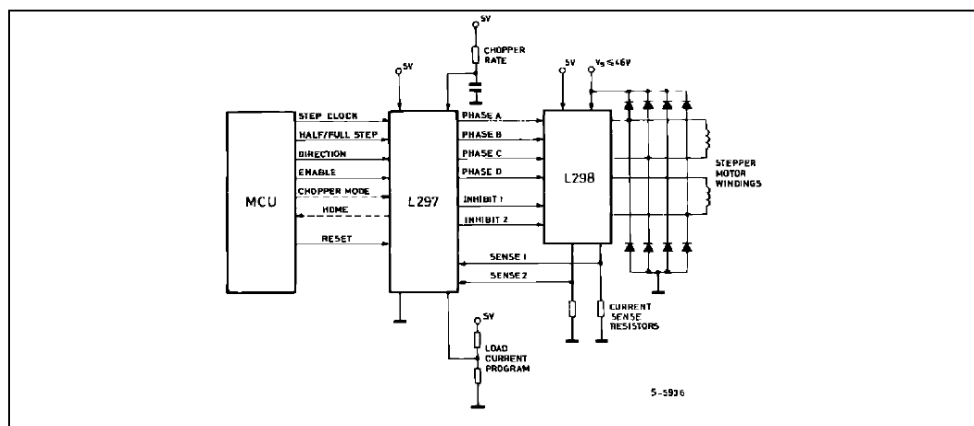 5V
CHOPPER
RATE
5V
5V
Vs≤46V
STEP CLOCK
HALF/FULL STEP
DIRECTION
ENABLE
CHOPPER MODE
HOME
RESET
MCU
L297
PHASE A
PHASE B
PHASE C
PHASE D
INHIBIT 1
INHIBIT 2
SENSE 1
SENSE 2
L298
STEPPER
MOTOR
WINDINGS
CURRENT
SENSE
RESISTORS
5V
LOAD
CURRENT
PROGRAM
S-5936